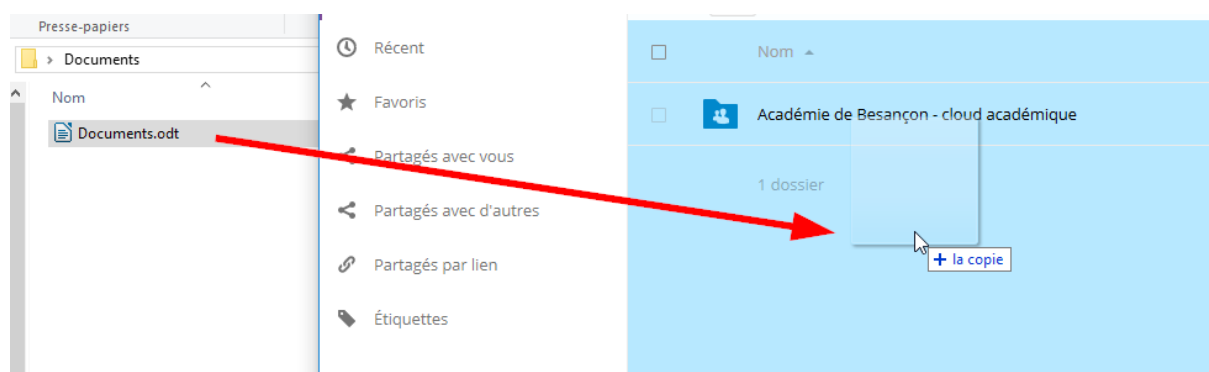 Presse-papiers
> Documents
Nom
Documents.odt
Récent
Favoris
Partagés avec vous
Partagés avec d'autres
Partagés par lien
Étiquettes
Nom
Académie de Besançon - cloud académique
1 dossier
+ la copie